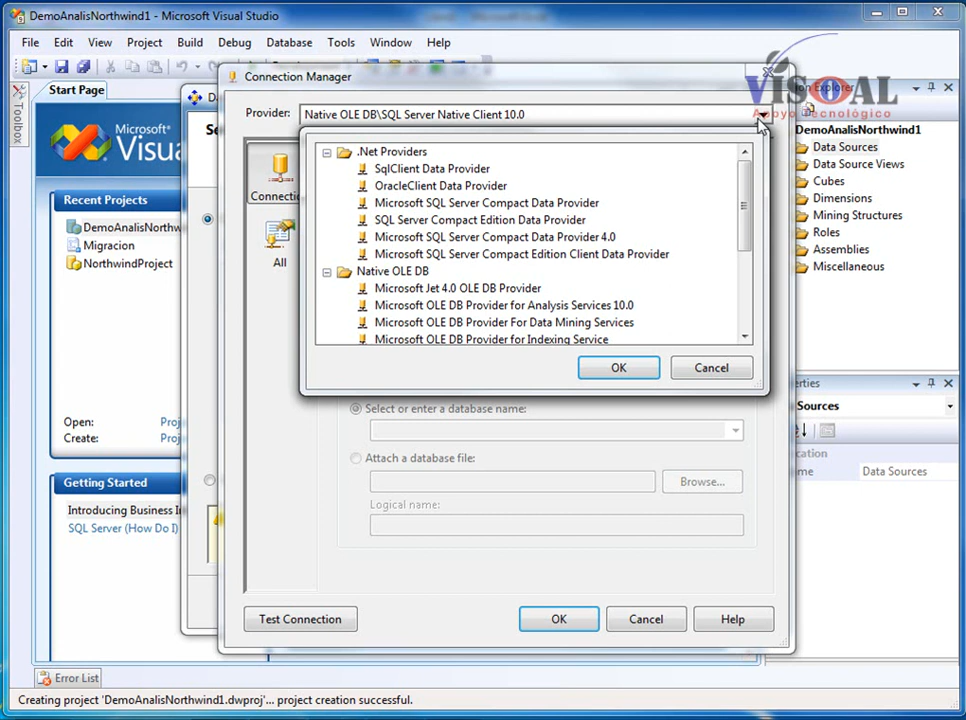 DemoAnalisNorthwind1 - Microsoft Visual Studio
File Edit View Project Build Debug Database Tools Window Help
Connection Manager
VISOAL
Apoyo Tecnológico
Start Page
Toolbox
Provider:
Native OLE DB\SQL Server Native Client 10.0
Microsoft®
Connectio
All
.Net Providers
SqlClient Data Provider
OracleClient Data Provider
Microsoft SQL Server Compact Data Provider
SQL Server Compact Edition Data Provider
Microsoft SQL Server Compact Data Provider 4.0
Microsoft SQL Server Compact Edition Client Data Provider
Native OLE DB
Microsoft Jet 4.0 OLE DB Provider
Microsoft OLE DB Provider for Analysis Services 10.0
Microsoft OLE DB Provider For Data Mining Services
Microsoft OLE DB Provider for Indexing Service
OK Cancel
Select or enter a database name:
Attach a database file:
Browse...
Logical name:
Test Connection OK Cancel Help
Recent Projects
DemoAnalisNorthw
Migracion
NorthwindProject
Open: Proj
Create: Proj
Getting Started
Introducing Business I
SQL Server (How Do I)
DemoAnalisNorthwind1
Data Sources
Data Source Views
Cubes
Dimensions
Mining Structures
Roles
Assemblies
Miscellaneous
erties
Sources
cation
me Data Sources
Error List
Creating project 'DemoAnalisNorthwind1.dwproj'... project creation successful.